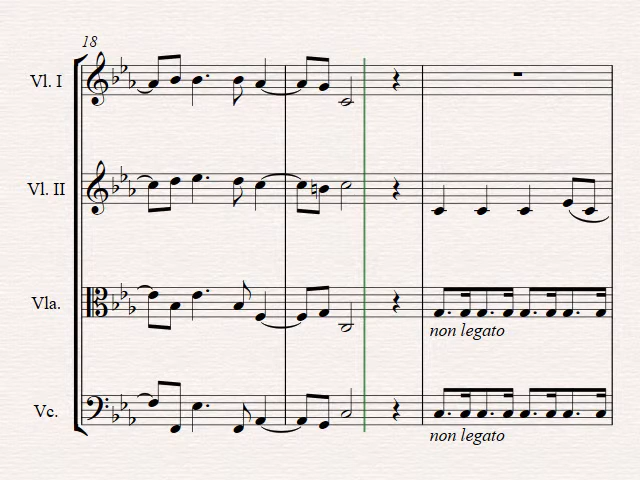 18
Vl. I
Vl. II
Vla.
non legato
Vc.
non legato